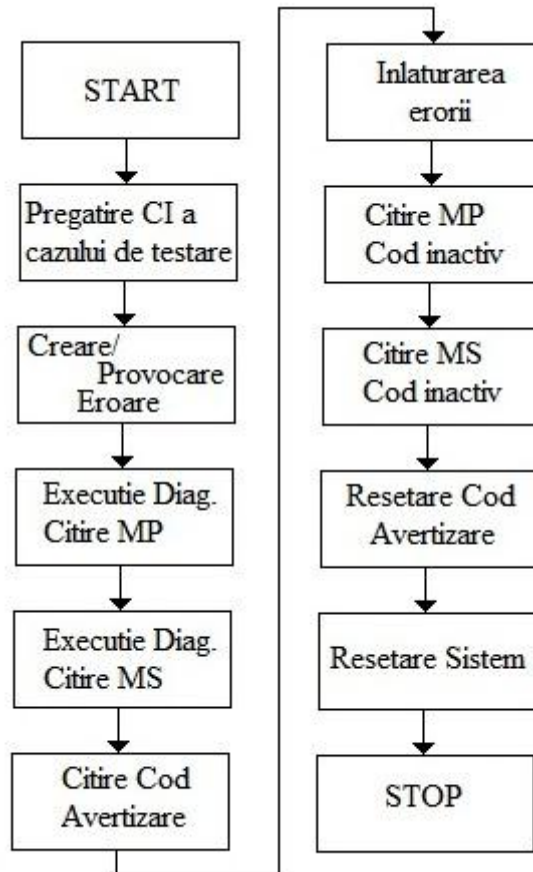 START
Pregatire CI a
cazului de testare
Creare/
Provocare
Eroare
Executie Diag.
Citire MP
Executie Diag.
Citire MS
Citire Cod
Avertizare
Inlaturarea
erorii
Citire MP
Cod inactiv
Citire MS
Cod inactiv
Resetare Cod
Avertizare
Resetare Sistem
STOP